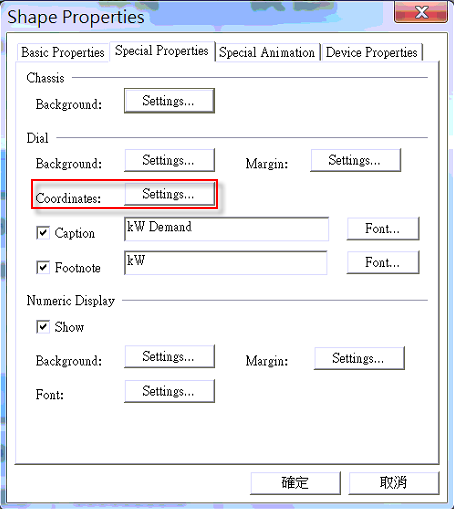 Shape Properties
Basic Properties Special Properties Special Animation Device Properties
Chassis
Background: Settings...
Dial
Background: Settings... Margin: Settings...
Coordinates: Settings...
Caption kW Demand Font...
Footnote kW Font...
Numeric Display
Show
Background: Settings... Margin: Settings...
Font: Settings...
確定 取消